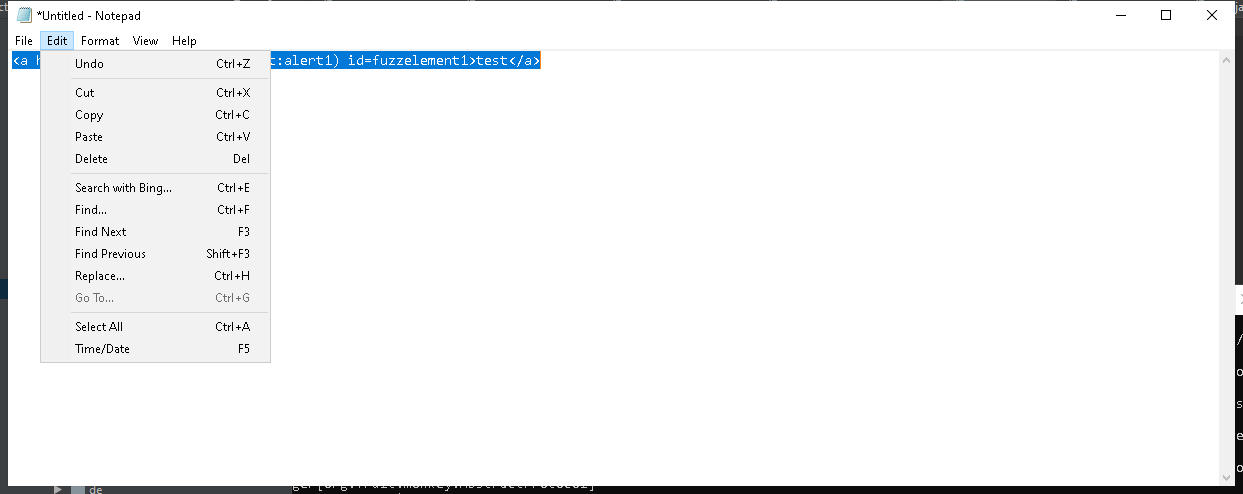 *Untitled - Notepad
File Edit Format View Help
<a h t:alert1) id=fuzzelement1>test</a>
Undo Ctrl+Z
Cut Ctrl+X
Copy Ctrl+C
Paste Ctrl+V
Delete Del
Search with Bing... Ctrl+E
Find... Ctrl+F
Find Next F3
Find Previous Shift+F3
Replace... Ctrl+H
Go To... Ctrl+G
Select All Ctrl+A
Time/Date F5
de